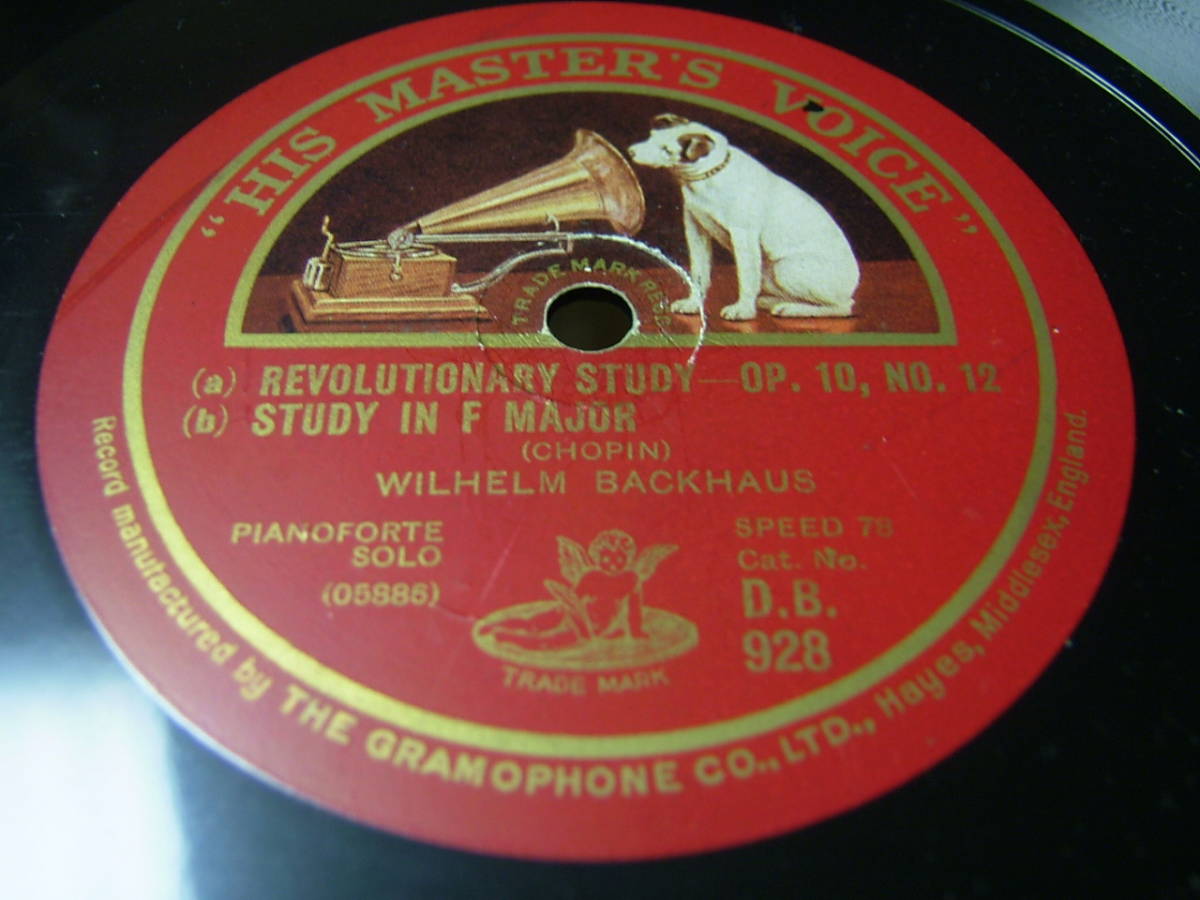 "HIS MASTER'S VOICE"
TRADE MARK REGD
(a) REVOLUTIONARY STUDY—OP. 10, NO. 12
(b) STUDY IN F MAJOR
(CHOPIN)
WILHELM BACKHAUS
PIANOFORTE
SOLO
(05886)
SPEED 78
Cat. No.
D.B.
928
TRADE MARK
Record manufactured by THE GRAMOPHONE CO., LTD., Hayes, Middlesex, England.